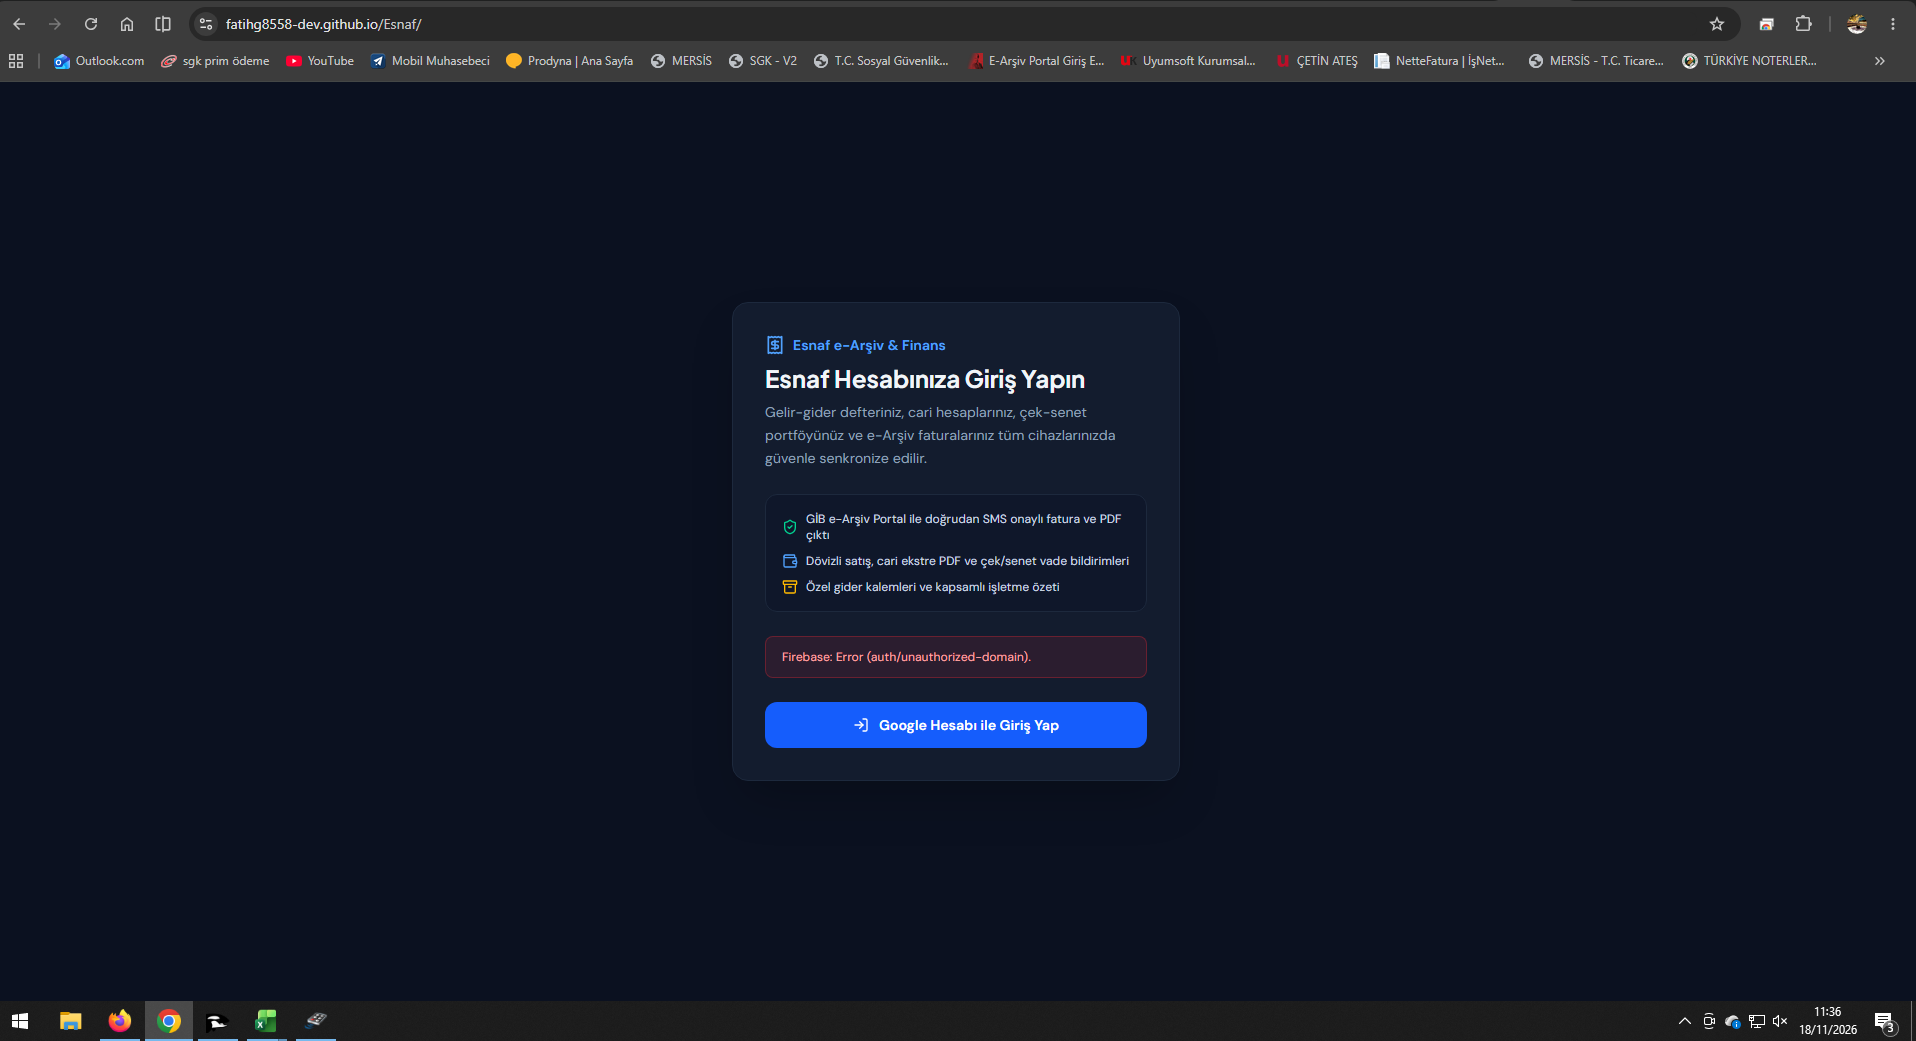 fatihg8558-dev.github.io/Esnaf/
Outlook.com
sgk prim ödeme
YouTube
Mobil Muhasebeci
Prodyna | Ana Sayfa
MERSİS
SGK - V2
T.C. Sosyal Güvenlik...
E-Arşiv Portal Giriş E...
Uyumsoft Kurumsal...
ÇETİN ATEŞ
NetteFatura | İşNet...
MERSİS - T.C. Ticare...
TÜRKİYE NOTERLER...
Esnaf e-Arşiv & Finans
Esnaf Hesabınıza Giriş Yapın
Gelir-gider defteriniz, cari hesaplarınız, çek-senet
portföyünüz ve e-Arşiv faturalarınız tüm cihazlarınızda
güvenle senkronize edilir.
GİB e-Arşiv Portal ile doğrudan SMS onaylı fatura ve PDF
çıktı
Dövizli satış, cari ekstre PDF ve çek/senet vade bildirimleri
Özel gider kalemleri ve kapsamlı işletme özeti
Firebase: Error (auth/unauthorized-domain).
Google Hesabı ile Giriş Yap
11:36
18/11/2026
3